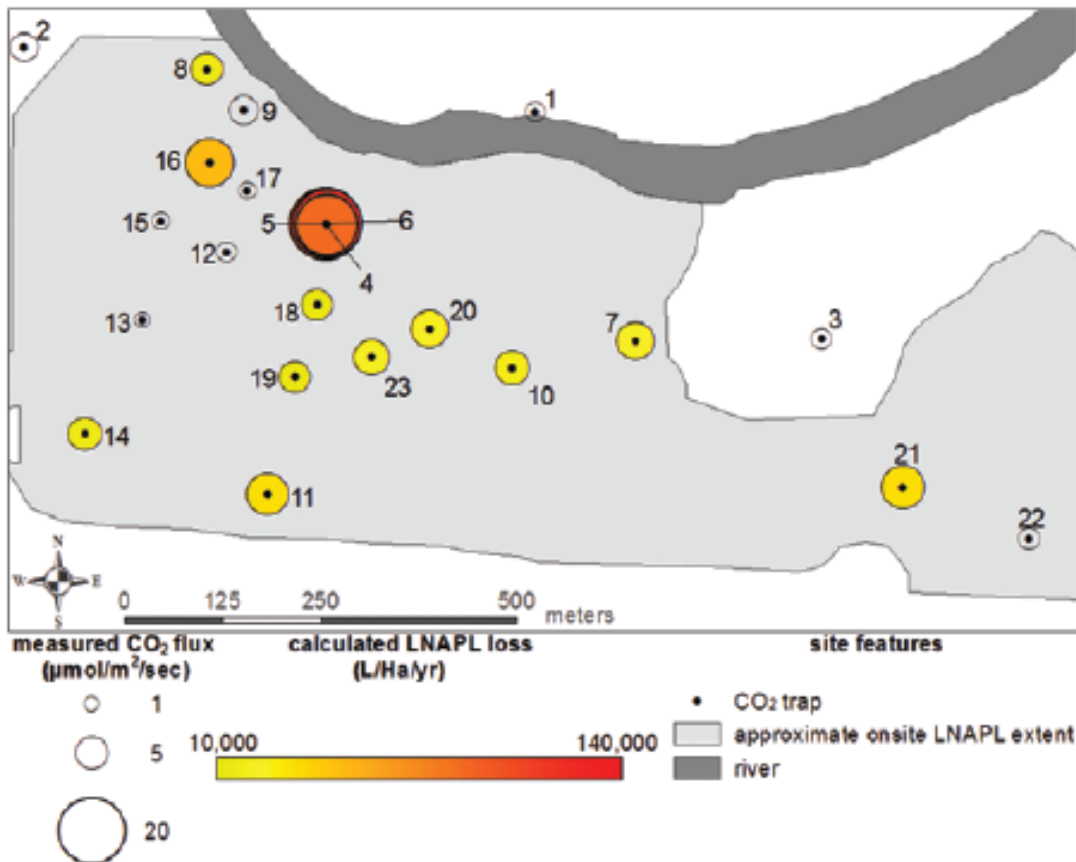 2
8
9
1
16
17
15
5
6
12
4
18
20
7
3
13
19
23
10
14
21
11
22
N
W E
S
0 125 250 500 meters
measured CO₂ flux
(µmol/m²/sec)
1
5
20
calculated LNAPL loss
(L/Ha/yr)
10,000 140,000
site features
CO₂ trap
approximate onsite LNAPL extent
river